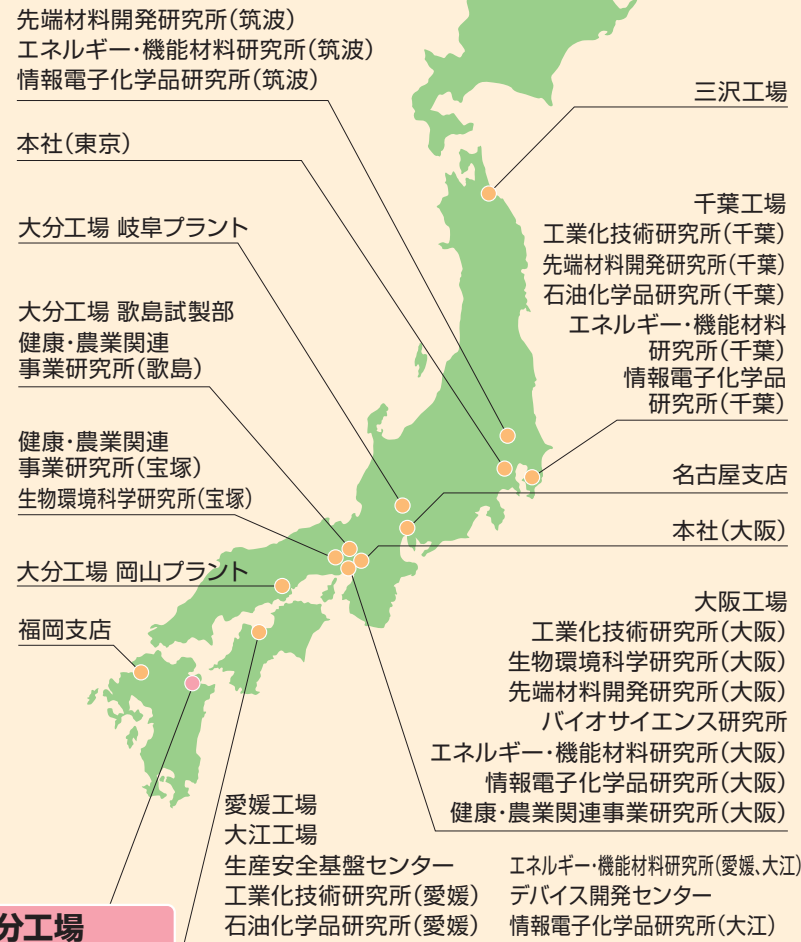 先端材料開発研究所(筑波)
エネルギー・機能材料研究所(筑波)
情報電子化学品研究所(筑波)
本社(東京)
大分工場 岐阜プラント
大分工場 歌島試製部
健康・農業関連
事業研究所(歌島)
健康・農業関連
事業研究所(宝塚)
生物環境科学研究所(宝塚)
大分工場 岡山プラント
福岡支店
三沢工場
千葉工場
工業化技術研究所(千葉)
先端材料開発研究所(千葉)
石油化学品研究所(千葉)
エネルギー・機能材料
研究所(千葉)
情報電子化学品
研究所(千葉)
名古屋支店
本社(大阪)
大阪工場
工業化技術研究所(大阪)
生物環境科学研究所(大阪)
先端材料開発研究所(大阪)
バイオサイエンス研究所
エネルギー・機能材料研究所(大阪)
情報電子化学品研究所(大阪)
健康・農業関連事業研究所(大阪)
愛媛工場
大江工場
生産安全基盤センター
工業化技術研究所(愛媛)
石油化学品研究所(愛媛)
エネルギー・機能材料研究所(愛媛、大江)
デバイス開発センター
情報電子化学品研究所(大江)
分工場